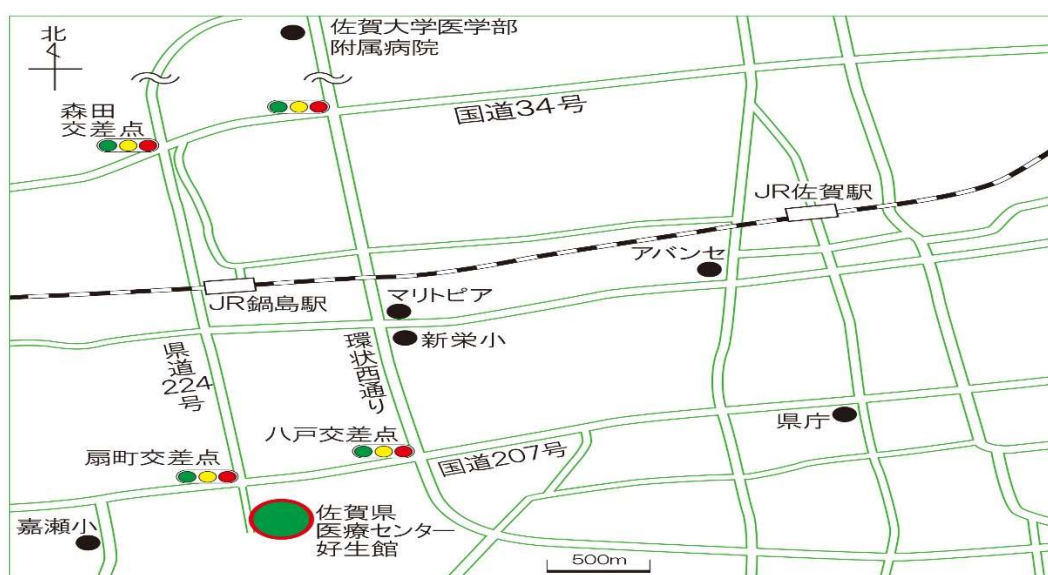 北
佐賀大学医学部
附属病院
森田
交差点
国道34号
JR佐賀駅
アバンセ
JR鍋島駅
マリトピア
新栄小
県道224号
環状西通り
県庁
八戸交差点
国道207号
扇町交差点
嘉瀬小
佐賀県
医療センター
好生館
500m